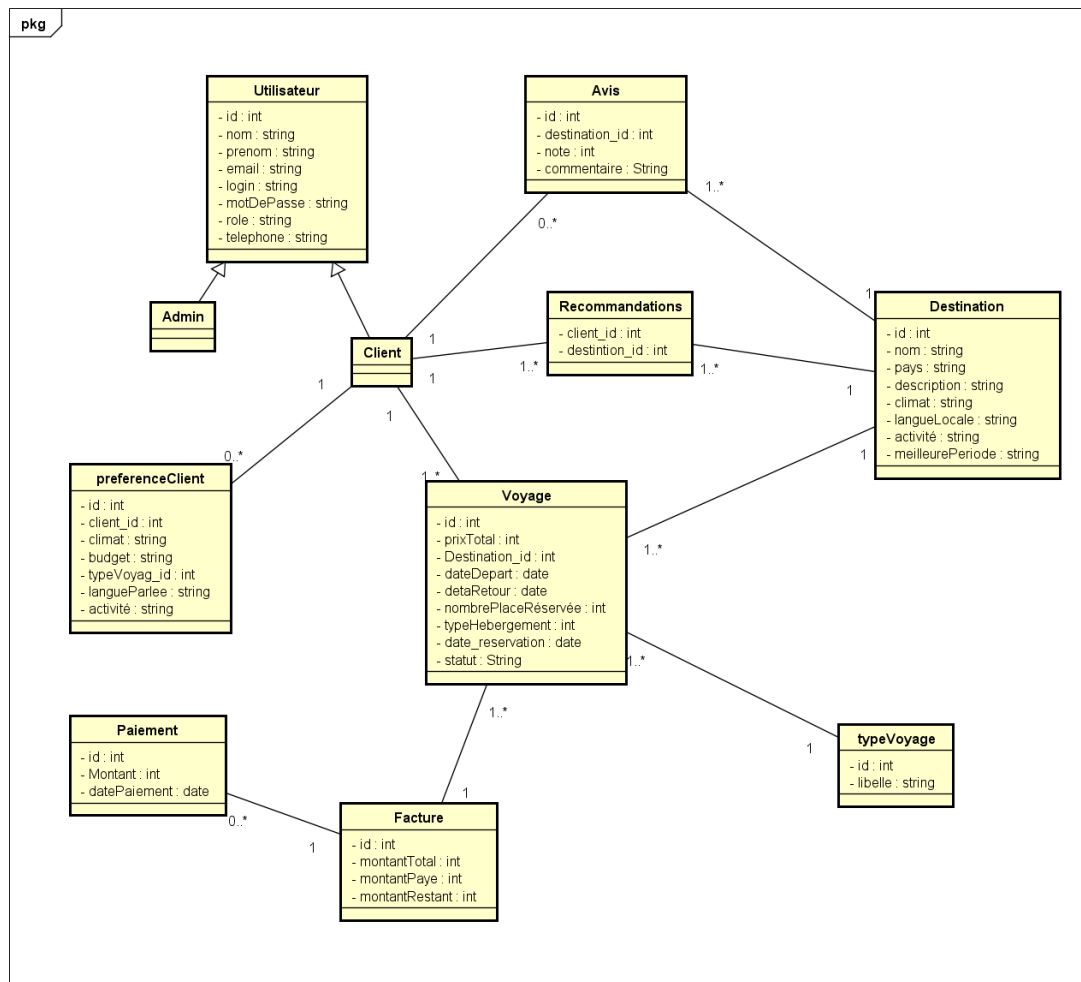 pkg
Utilisateur
- id : int
- nom : string
- prenom : string
- email : string
- login : string
- motDePasse : string
- role : string
- telephone : string
Avis
- id : int
- destination_id : int
- note : int
- commentaire : String
1..*
0..*
Admin
Client
1
1
1
1
Recommandations
- client_id : int
- destintion_id : int
1..*
1..*
1
1
1
Destination
- id : int
- nom : string
- pays : string
- description : string
- climat : string
- langueLocale : string
- activité : string
- meilleurePeriode : string
0..*
preferenceClient
- id : int
- client_id : int
- climat : string
- budget : string
- typeVoyag_id : int
- langueParlee : string
- activité : string
1..*
Voyage
- id : int
- prixTotal : int
- Destination_id : int
- dateDepart : date
- detaRetour : date
- nombrePlaceRéservée : int
- typeHebergement : int
- date_reservation : date
- statut : String
1..*
1..*
1..*
Paiement
- id : int
- Montant : int
- datePaiement : date
0..*
1
1
Facture
- id : int
- montantTotal : int
- montantPaye : int
- montantRestant : int
1
typeVoyage
- id : int
- libelle : string